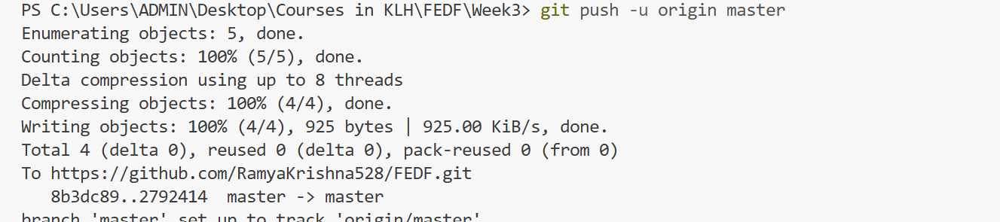 PS C:\Users\ADMIN\Desktop\Courses in KLH\FEDF\Week3> git push -u origin master
Enumerating objects: 5, done.
Counting objects: 100% (5/5), done.
Delta compression using up to 8 threads
Compressing objects: 100% (4/4), done.
Writing objects: 100% (4/4), 925 bytes | 925.00 KiB/s, done.
Total 4 (delta 0), reused 0 (delta 0), pack-reused 0 (from 0)
To https://github.com/RamyaKrishna528/FEDF.git
   8b3dc89..2792414  master -> master
branch 'master' set up to track 'origin/master'